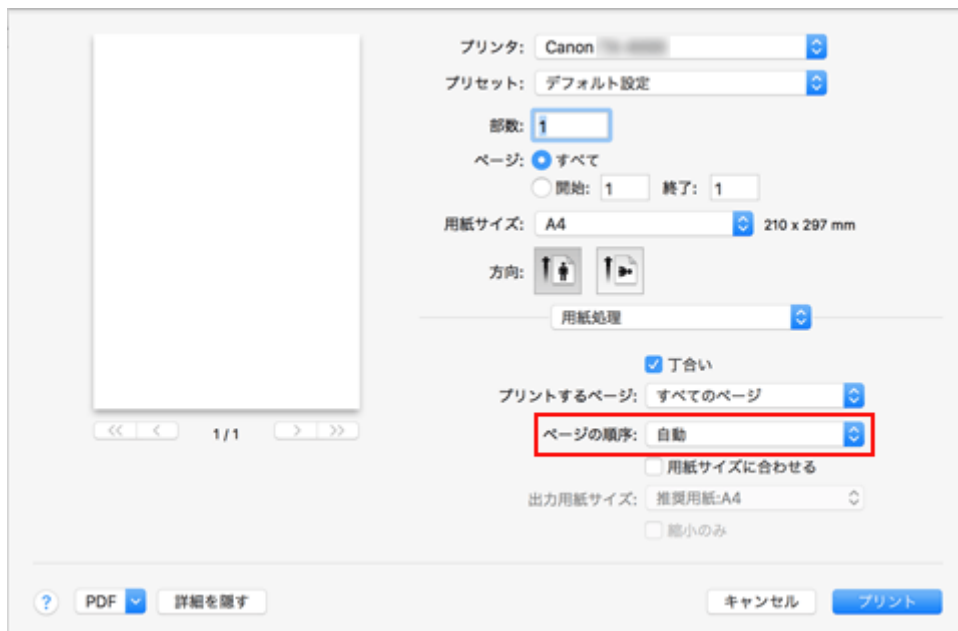 プリンタ: Canon
プリセット: デフォルト設定
部数: 1
ページ: すべて
開始: 1 終了: 1
用紙サイズ: A4 210 x 297 mm
方向:
用紙処理
丁合い
プリントするページ: すべてのページ
1 / 1
ページの順序: 自動
用紙サイズに合わせる
出力用紙サイズ: 推奨用紙:A4
縮小のみ
? PDF 詳細を隠す キャンセル プリント